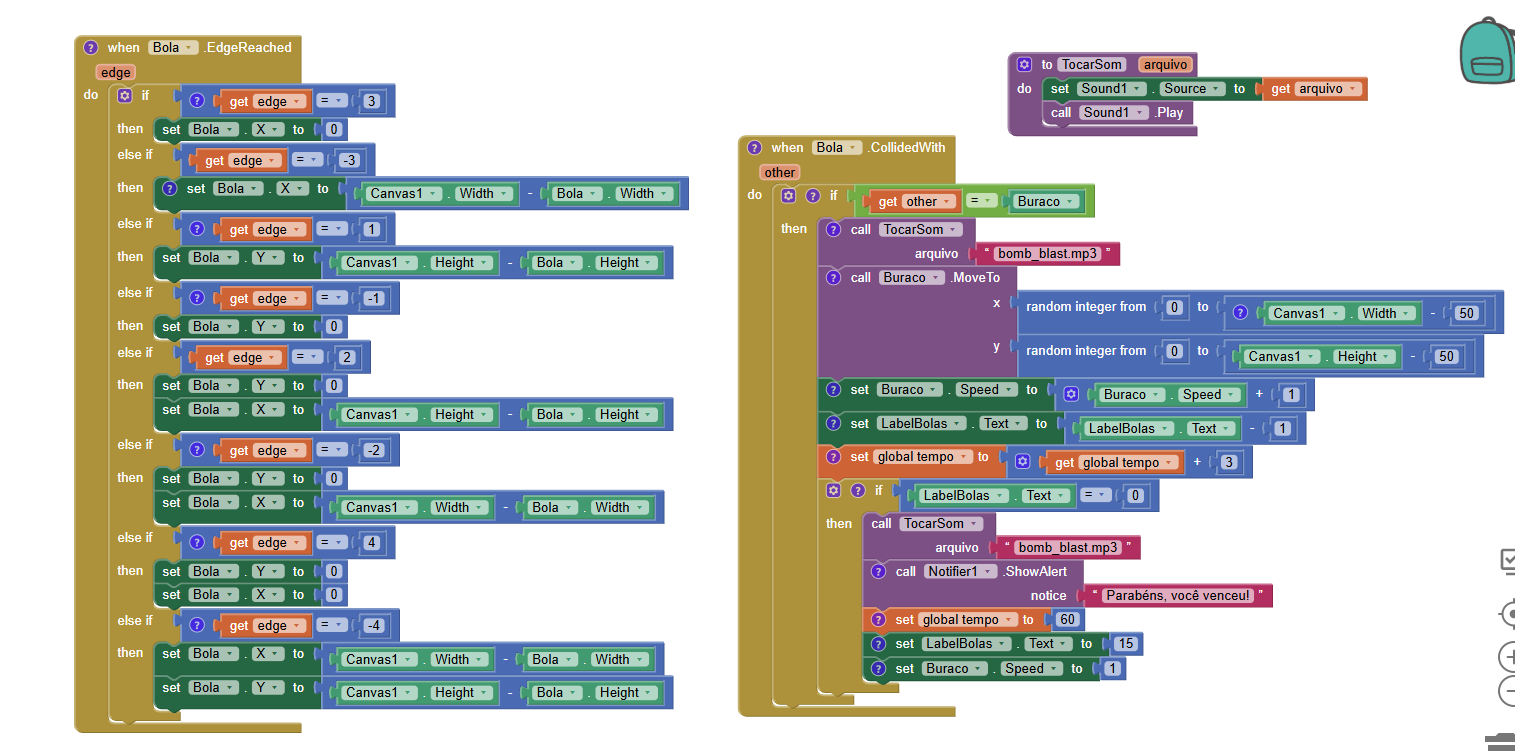 when Bola .EdgeReached
edge
do if get edge = 3
then set Bola . X to 0
else if get edge = -3
then set Bola . X to Canvas1 . Width - Bola . Width
else if get edge = 1
then set Bola . Y to Canvas1 . Height - Bola . Height
else if get edge = -1
then set Bola . Y to 0
else if get edge = 2
then set Bola . Y to 0
set Bola . X to Canvas1 . Height - Bola . Height
else if get edge = -2
then set Bola . Y to 0
set Bola . X to Canvas1 . Width - Bola . Width
else if get edge = 4
then set Bola . Y to 0
set Bola . X to 0
else if get edge = -4
then set Bola . X to Canvas1 . Width - Bola . Width
set Bola . Y to Canvas1 . Height - Bola . Height
to TocarSom arquivo
do set Sound1 . Source to get arquivo
call Sound1 .Play
when Bola .CollidedWith
other
do if get other = Buraco
then call TocarSom
arquivo " bomb_blast.mp3 "
call Buraco .MoveTo
x random integer from 0 to Canvas1 . Width - 50
y random integer from 0 to Canvas1 . Height - 50
set Buraco . Speed to Buraco . Speed + 1
set LabelBolas . Text to LabelBolas . Text - 1
set global tempo to get global tempo + 3
if LabelBolas . Text = 0
then call TocarSom
arquivo " bomb_blast.mp3 "
call Notifier1 .ShowAlert
notice " Parabéns, você venceu! "
set global tempo to 60
set LabelBolas . Text to 15
set Buraco . Speed to 1